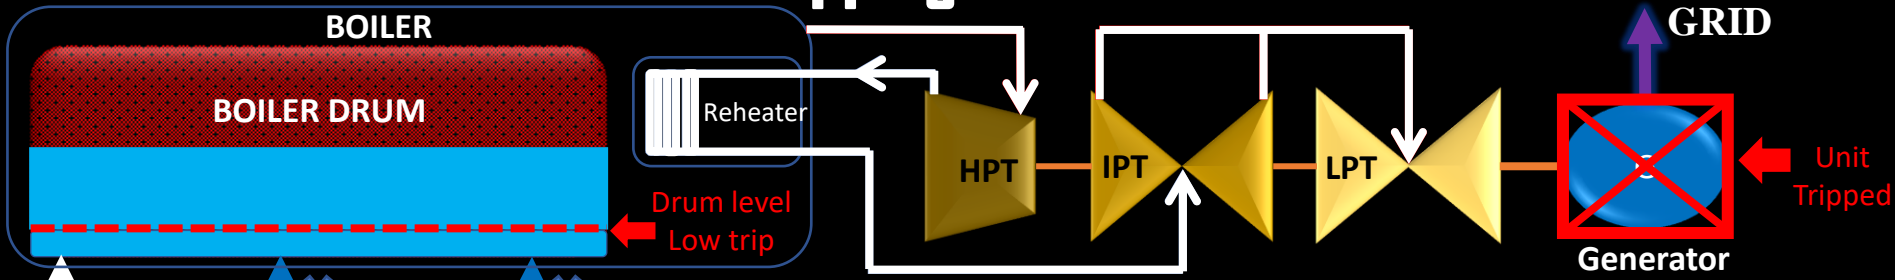 BOILER
BOILER DRUM
Reheater
Drum level
Low trip
HPT
IPT
LPT
GRID
Unit
Tripped
Generator